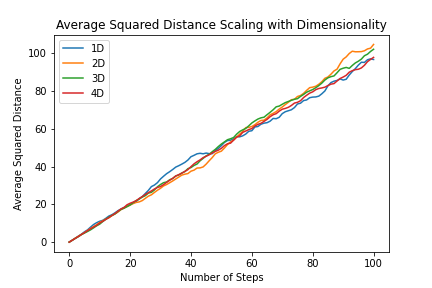 Average Squared Distance Scaling with Dimensionality
1D
2D
3D
4D
Average Squared Distance
100
80
60
40
20
0
0 20 40 60 80 100
Number of Steps